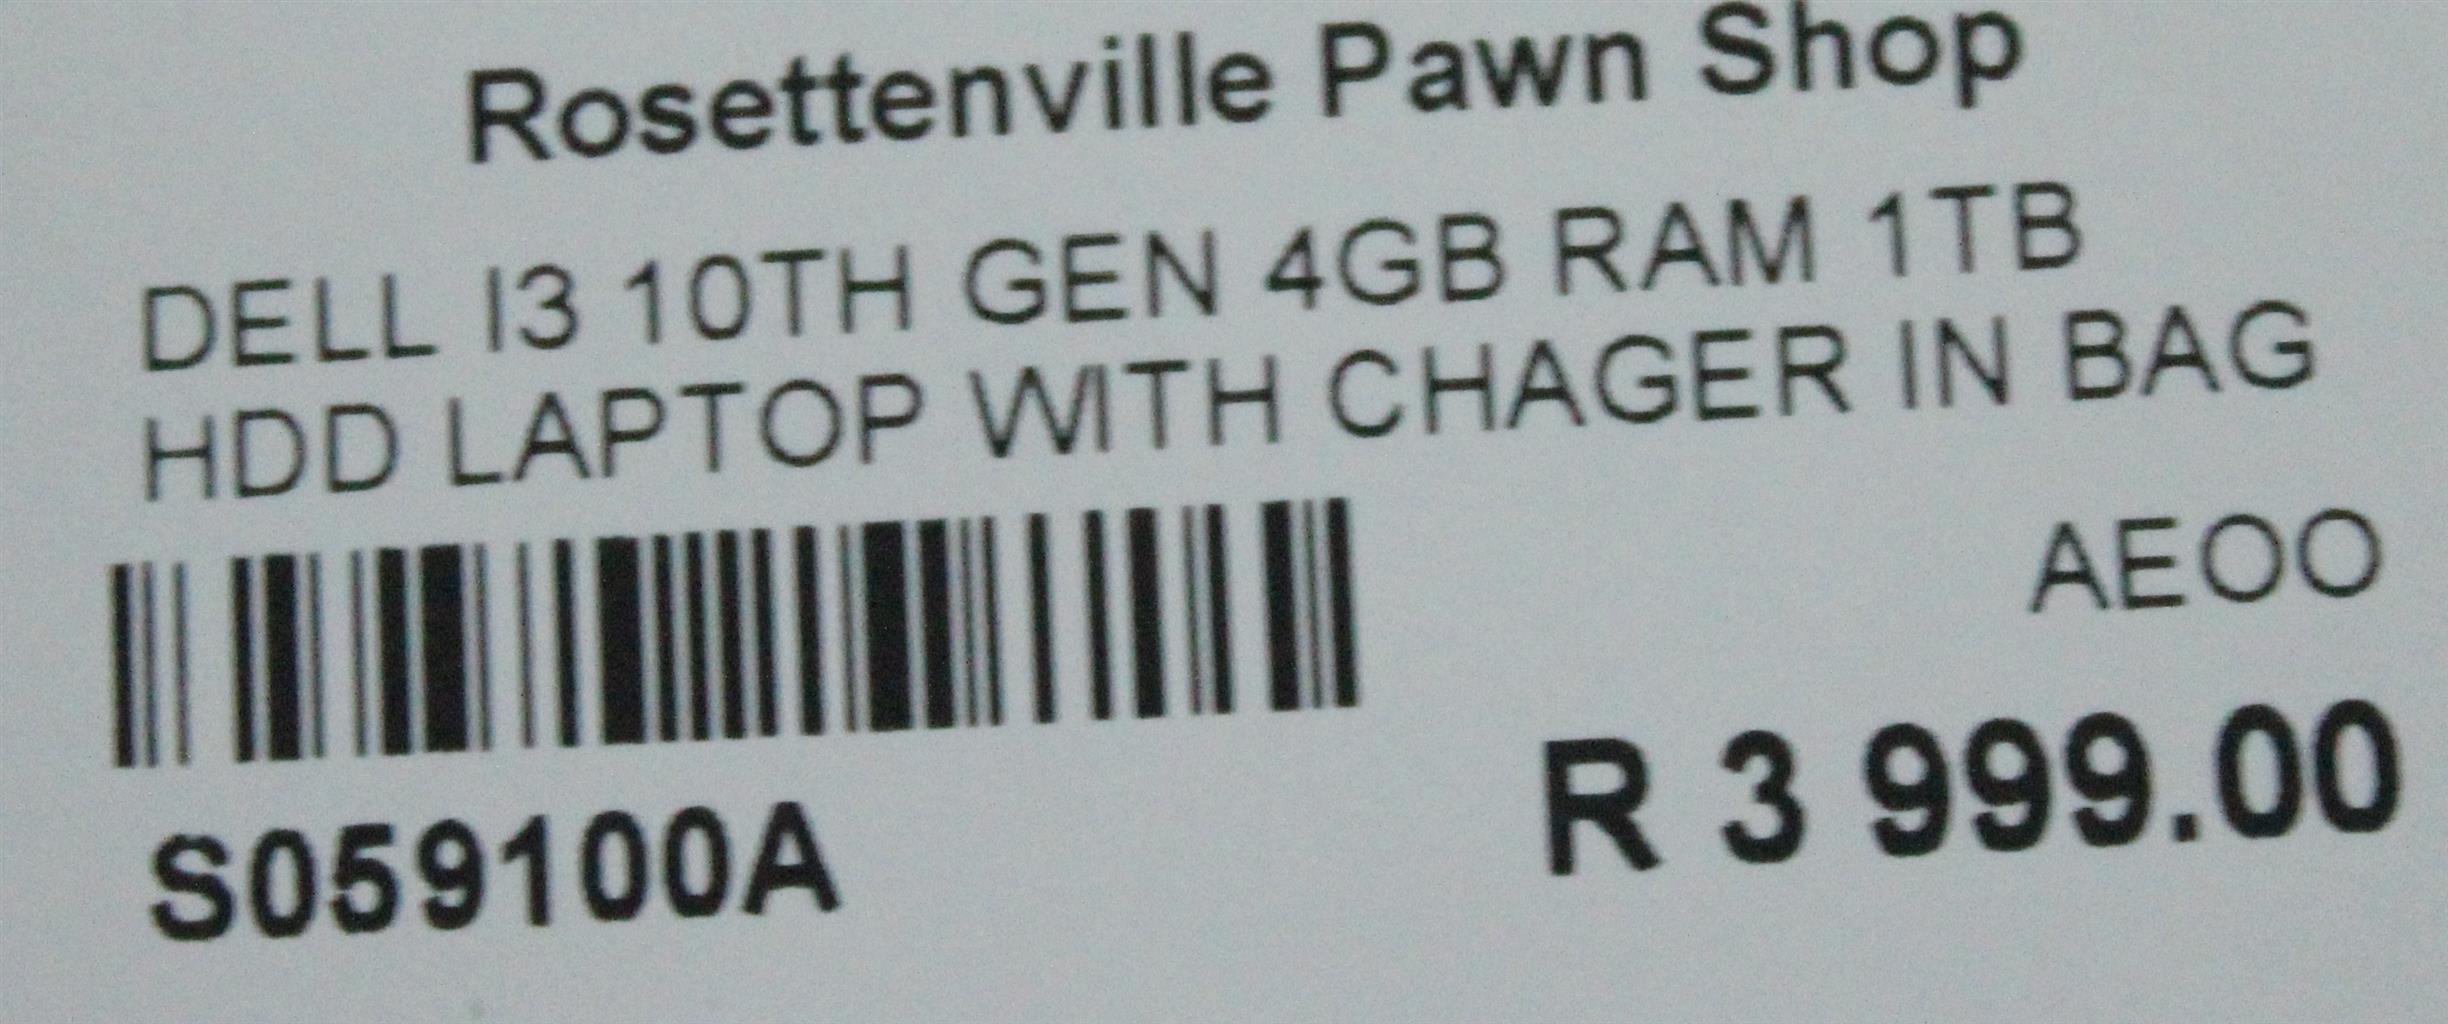 Rosettenville Pawn Shop
DELL I3 10TH GEN 4GB RAM 1TB
HDD LAPTOP WITH CHAGER IN BAG
AEOO
R 3 999.00
S059100A